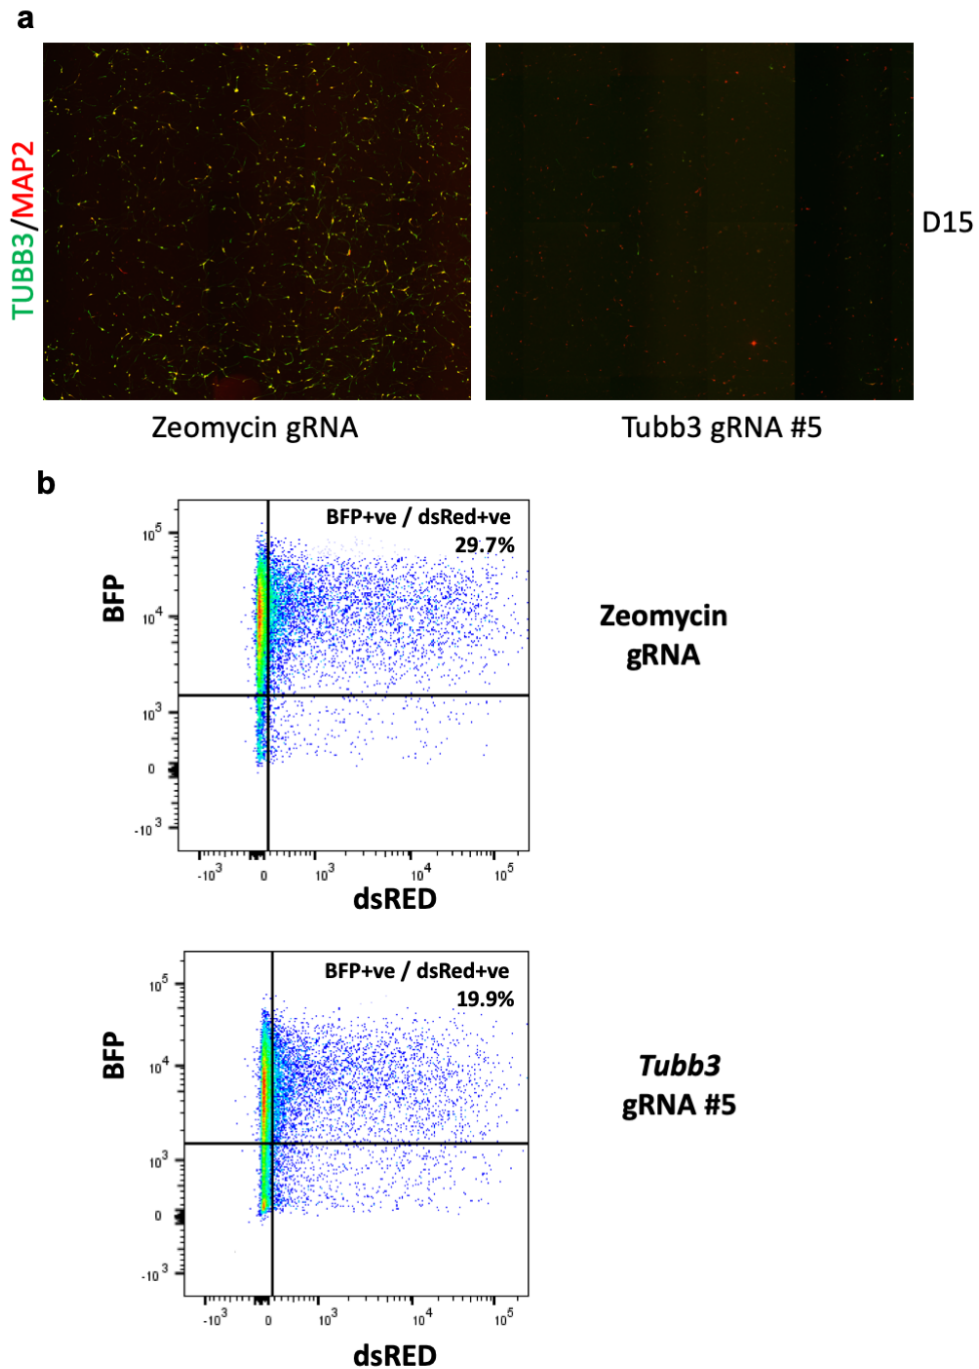 a
TUBB3/MAP2
D15
Zeomycin gRNA
Tubb3 gRNA #5
b
BFP+ve / dsRed+ve
29.7%
BFP
10 5
10 4
10 3
0
-10 3
-10 3
0
10 3
10 4
10 5
dsRED
Zeomycin
gRNA
BFP+ve / dsRed+ve
19.9%
BFP
10 5
10 4
10 3
0
-10 3
-10 3
0
10 3
10 4
10 5
dsRED
Tubb3
gRNA #5